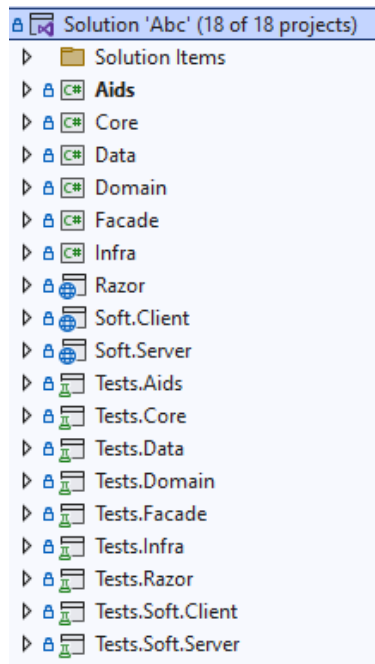 Solution 'Abc' (18 of 18 projects)
Solution Items
C# Aids
C# Core
C# Data
C# Domain
C# Facade
C# Infra
Razor
Soft.Client
Soft.Server
Tests.Aids
Tests.Core
Tests.Data
Tests.Domain
Tests.Facade
Tests.Infra
Tests.Razor
Tests.Soft.Client
Tests.Soft.Server